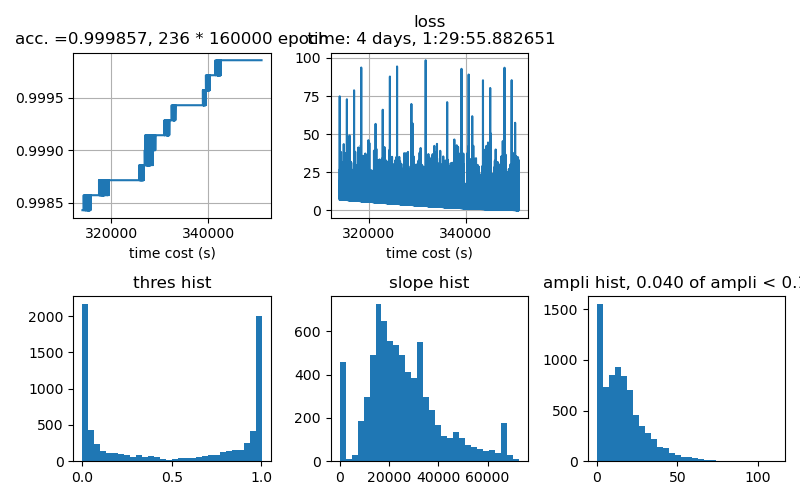 loss
acc. =0.999857, 236 * 160000 epoch
time: 4 days, 1:29:55.882651
0.9995
0.9990
0.9985
320000 340000
time cost (s)
100
75
50
25
0
320000 340000
time cost (s)
thres hist
slope hist
ampli hist, 0.040 of ampli < 0.
2000
1500
1000
500
0
0.0 0.5 1.0
600
400
200
0
0 20000 40000 60000
1500
1000
500
0
0 50 100